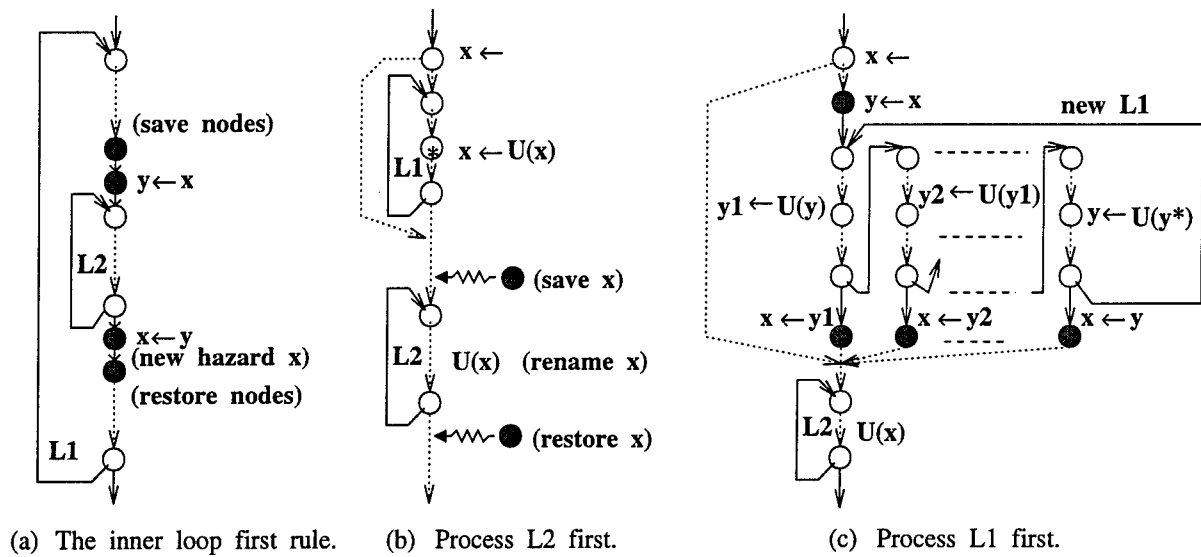 (save nodes)
y←x
L2
x←y
(new hazard x)
(restore nodes)
L1
(a) The inner loop first rule.
x ←
L1
* x ← U(x)
(save x)
L2 U(x) (rename x)
(restore x)
(b) Process L2 first.
x ←
y←x
new L1
y1 ←U(y) y2 ←U(y1) y← U(y*)
x ← y1 x ← y2 x ← y
L2 U(x)
(c) Process L1 first.